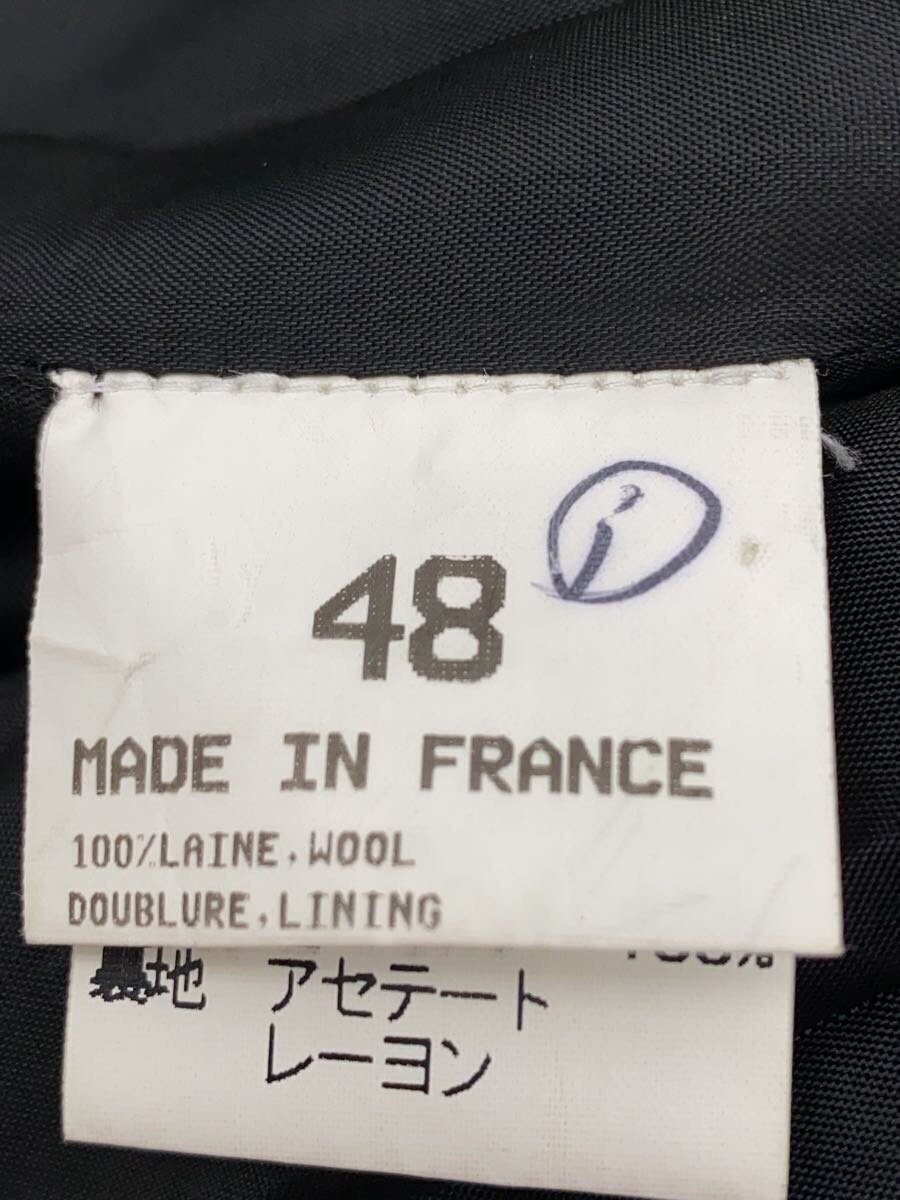 48
MADE IN FRANCE
100%LAINE,WOOL
DOUBLURE,LINING
裏地 アセテート
レーヨン